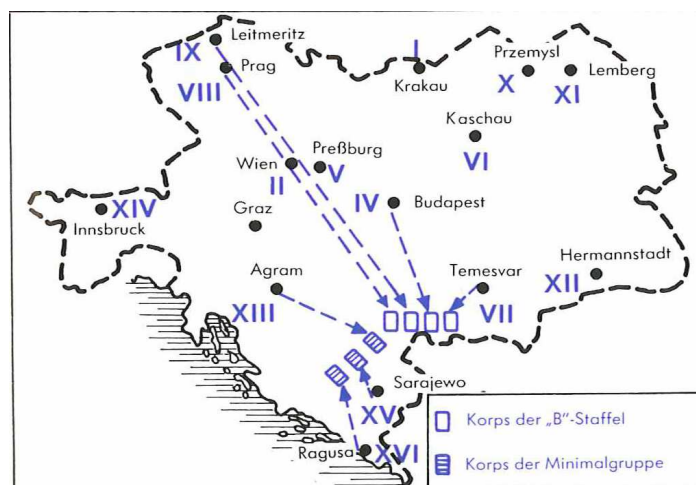 Leitmeritz
IX
Prag
VIII
I
Krakau
Przemysl
X
Lemberg
XI
Kaschau
VI
Wien
II
Preßburg
V
IV
Budapest
XIV
Innsbruck
Graz
Agram
XIII
Temesvar
VII
Hermannstadt
XII
Sarajewo
XV
Ragusa
XVI
Korps der „B"-Staffel
Korps der Minimalgruppe